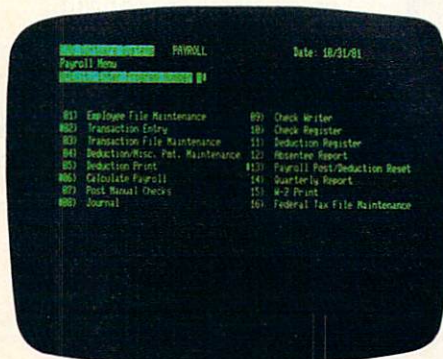 PAYROLL Date: 10/31/81
Payroll Menu
Program Number
01) Employee File Maintenance
#02) Transaction Entry
03) Transaction File Maintenance
04) Deduction/Misc. Pmt. Maintenance
05) Deduction Print
#06) Calculate Payroll
07) Post Manual Checks
#08) Journal
09) Check Writer
10) Check Register
11) Deduction Register
12) Absentee Report
#13) Payroll Post/Deduction Reset
14) Quarterly Report
15) W-2 Print
16) Federal Tax File Maintenance